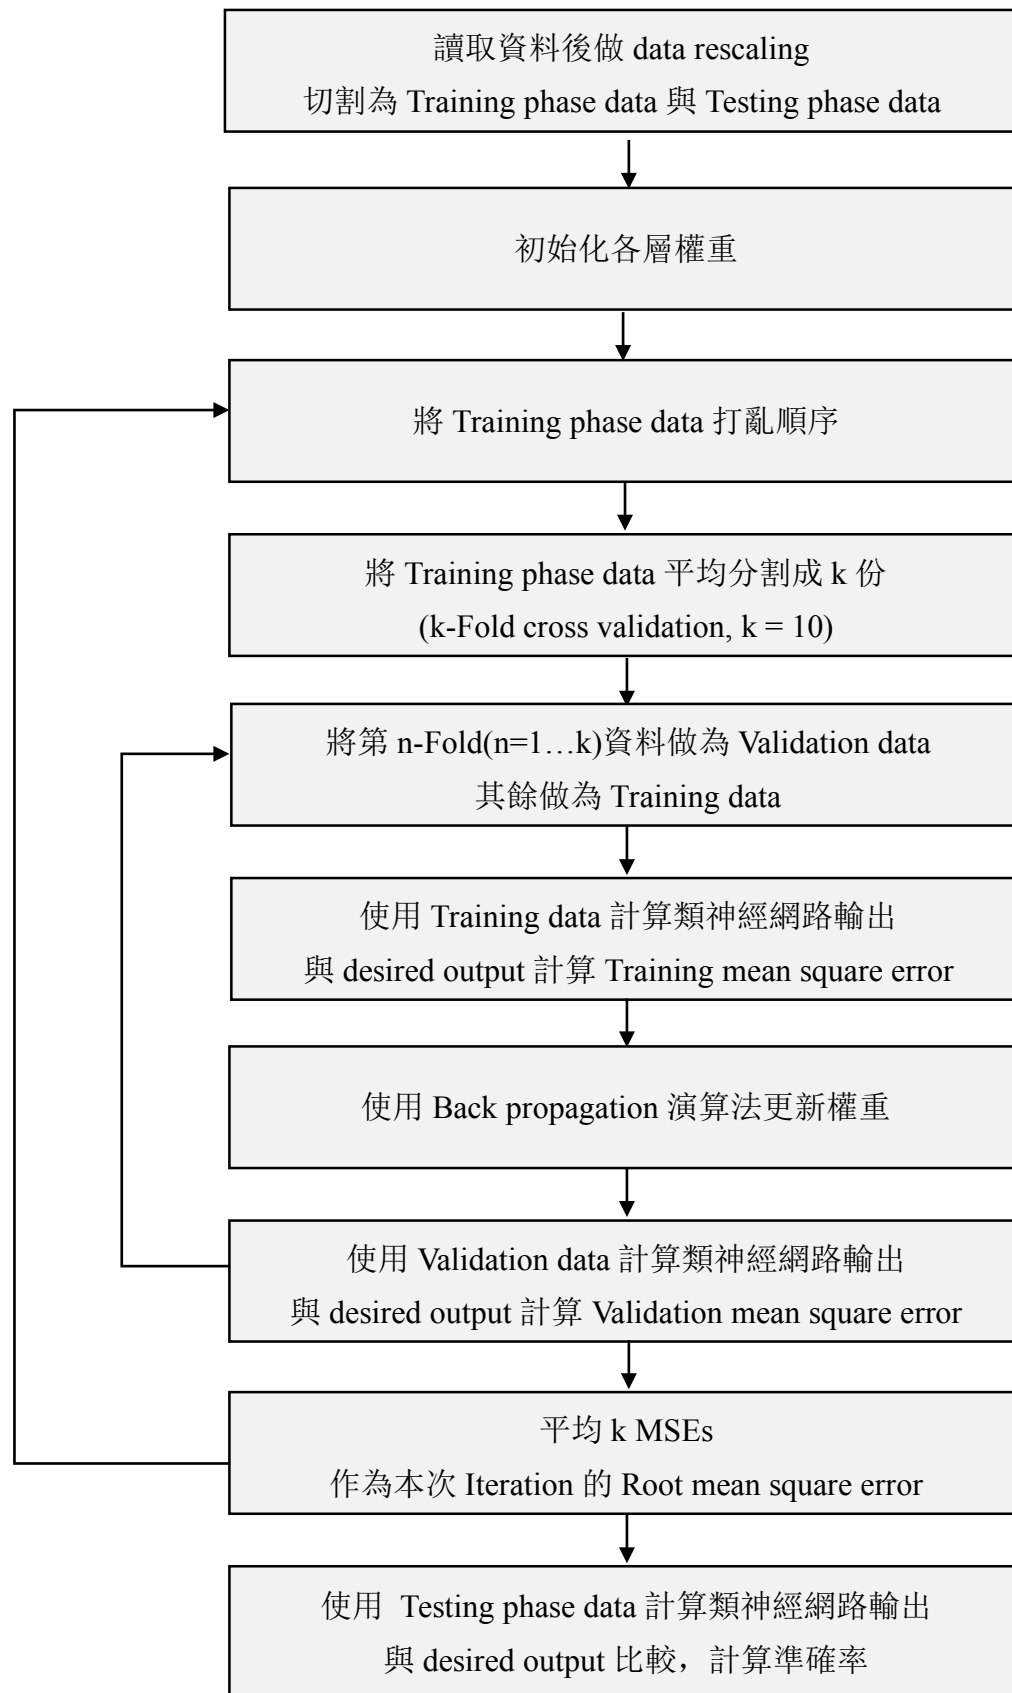 讀取資料後做 data rescaling
切割為 Training phase data 與 Testing phase data
初始化各層權重
將 Training phase data 打亂順序
將 Training phase data 平均分割成 k 份
(k-Fold cross validation, k = 10)
將第 n-Fold(n=1…k)資料做為 Validation data
其餘做為 Training data
使用 Training data 計算類神經網路輸出
與 desired output 計算 Training mean square error
使用 Back propagation 演算法更新權重
使用 Validation data 計算類神經網路輸出
與 desired output 計算 Validation mean square error
平均 k MSEs
作為本次 Iteration 的 Root mean square error
使用 Testing phase data 計算類神經網路輸出
與 desired output 比較，計算準確率